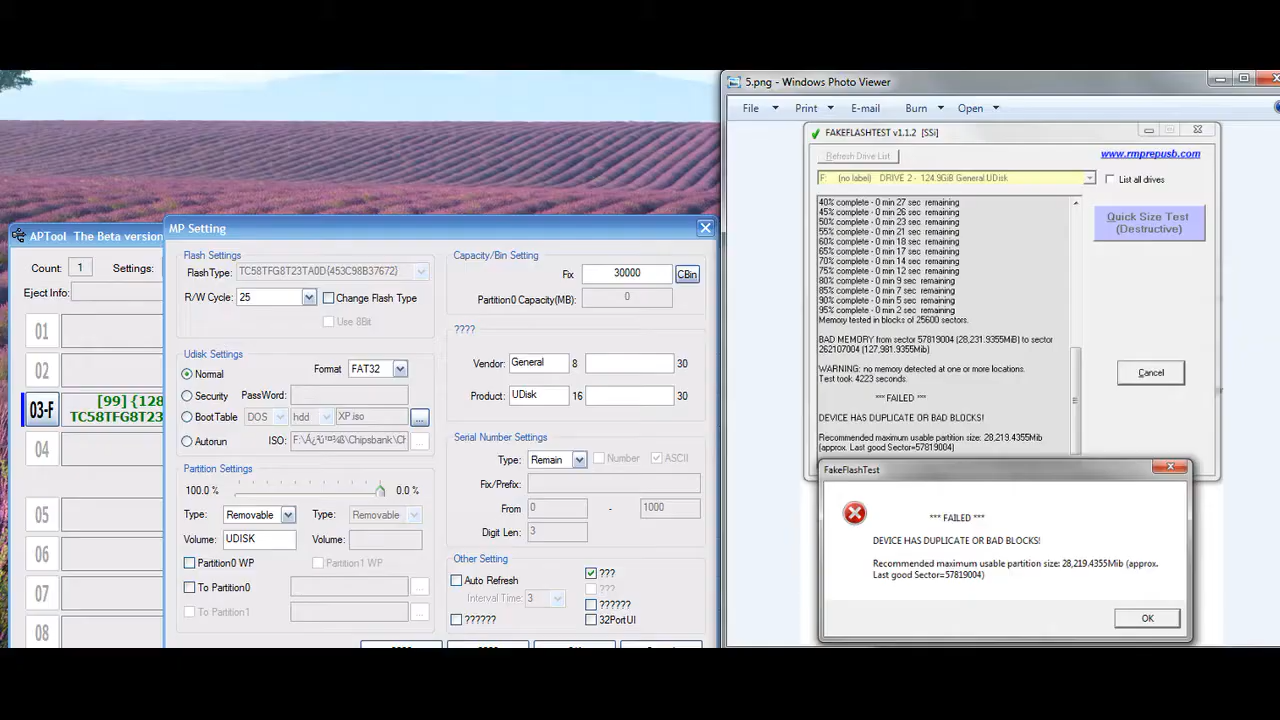 5.png - Windows Photo Viewer
File Print E-mail Burn Open
FAKEFLASHTEST v1.1.2 [SSi]
Refresh Drive List
www.rmprepusb.com
F: (no label) DRIVE 2 - 124.9GiB General UDisk
List all drives
Quick Size Test
(Destructive)
40% complete - 0 min 27 sec remaining
45% complete - 0 min 26 sec remaining
50% complete - 0 min 23 sec remaining
55% complete - 0 min 21 sec remaining
60% complete - 0 min 18 sec remaining
65% complete - 0 min 17 sec remaining
70% complete - 0 min 14 sec remaining
75% complete - 0 min 12 sec remaining
80% complete - 0 min 9 sec remaining
85% complete - 0 min 7 sec remaining
90% complete - 0 min 5 sec remaining
95% complete - 0 min 2 sec remaining
Memory tested in blocks of 25600 sectors.
BAD MEMORY from sector 57819004 (28,231.9355MiB) to sector
262107004 (127,981.9355MiB)
WARNING: no memory detected at one or more locations.
Test took 4223 seconds.
*** FAILED ***
DEVICE HAS DUPLICATE OR BAD BLOCKS!
Recommended maximum usable partition size: 28,219.4355Mib
(approx. Last good Sector=57819004)
Cancel
FakeFlashTest
*** FAILED ***
DEVICE HAS DUPLICATE OR BAD BLOCKS!
Recommended maximum usable partition size: 28,219.4355Mib (approx.
Last good Sector=57819004)
OK
APTool The Beta version
Count: 1 Settings:
Eject Info:
01
02
03-F [99] {128
TC58TFG8T23
04
05
06
07
08
MP Setting
Flash Settings
FlashType: TC58TFG8T23TA0D{453C98B37672}
R/W Cycle: 25 Change Flash Type
Use 8Bit
Udisk Settings
Normal Format FAT32
Security PassWord:
BootTable DOS hdd XP.iso ...
Autorun ISO: ...
Partition Settings
100.0 % 0.0 %
Type: Removable Type: Removable
Volume: UDISK Volume:
Partition0 WP Partition1 WP
To Partition0 ...
To Partition1 ...
Capacity/Bin Setting
Fix 30000 CBin
Partition0 Capacity(MB): 0
????
Vendor: General 8 30
Product: UDisk 16 30
Serial Number Settings
Type: Remain Number ASCII
Fix/Prefix:
From 0 - 1000
Digit Len: 3
Other Setting
Auto Refresh ???
Interval Time: 3 ???
??????
?????? 32PortUI